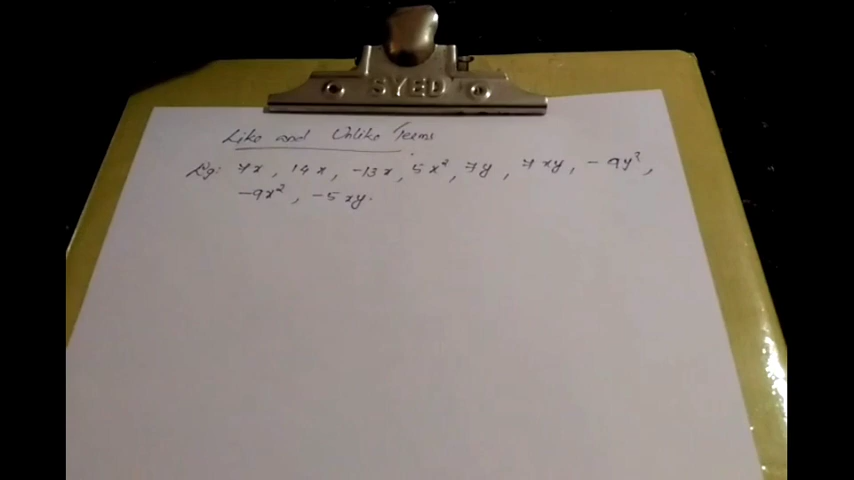 SYED
Like and Unlike Terms
Eg: 7x, 14x, -13x, 5x², 7y, 7xy, -9y²,
-9x², -5xy.